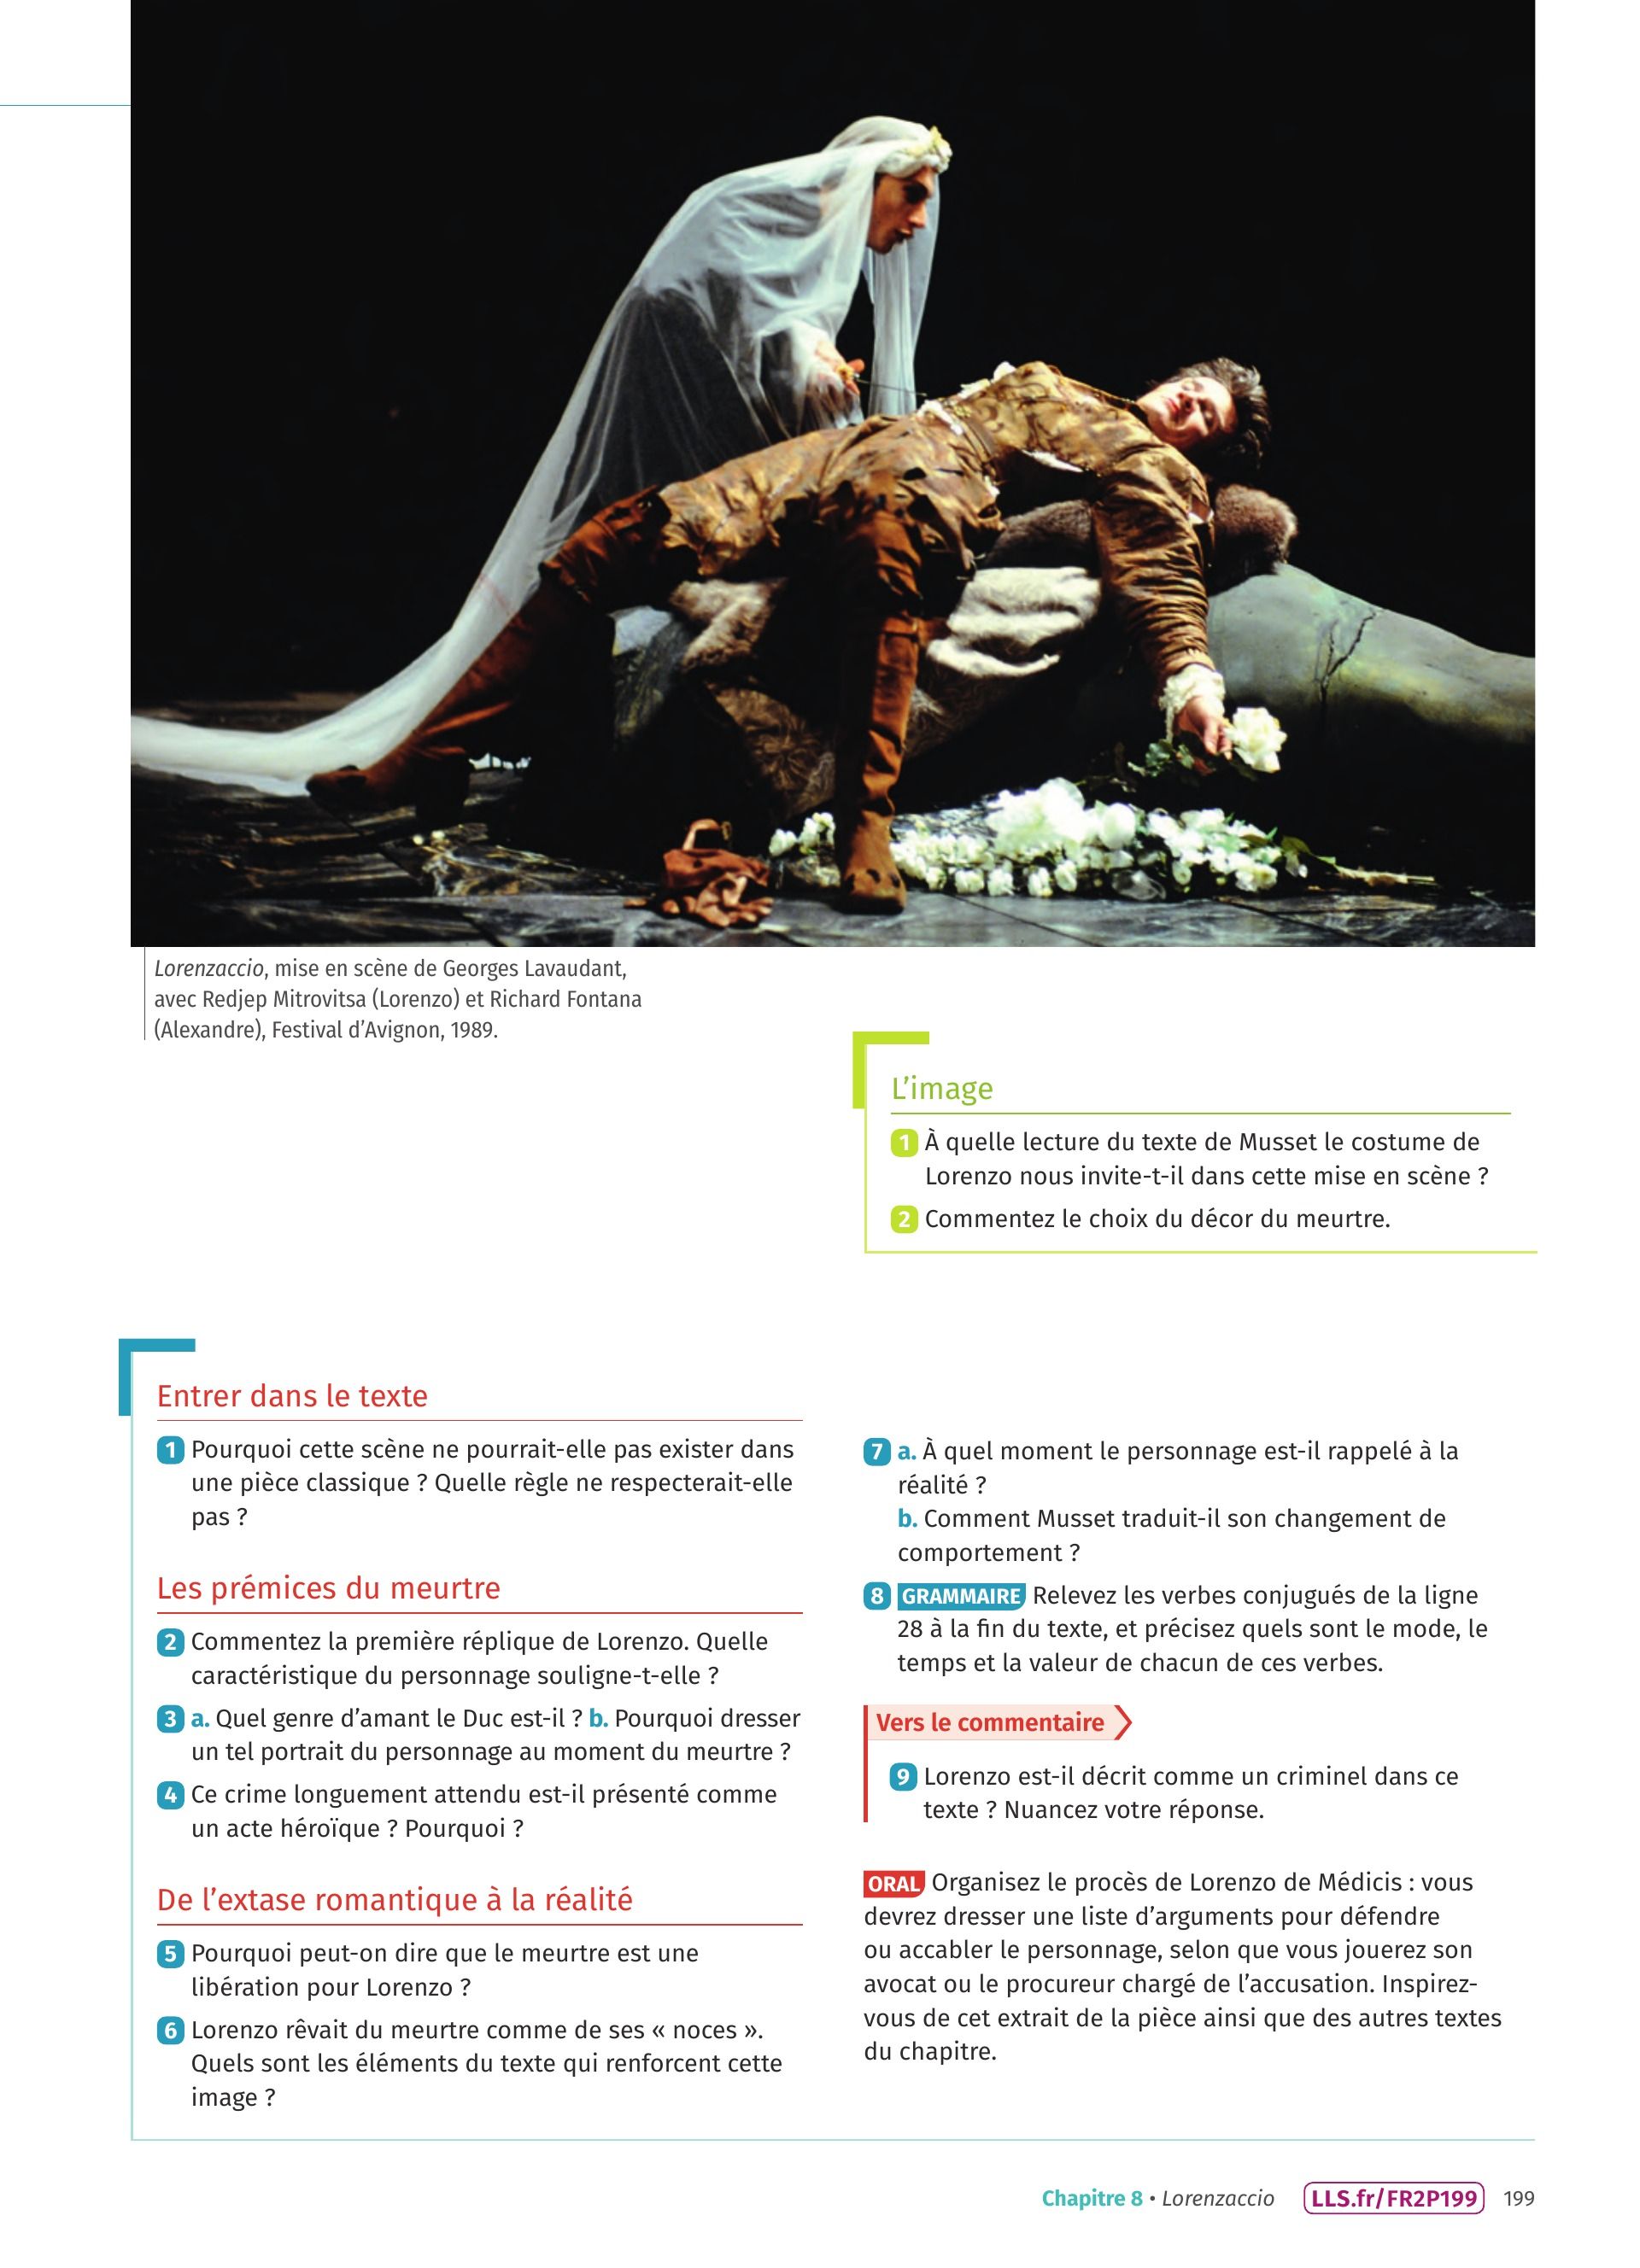 Lorenzaccio, mise en scène de Georges Lavaudant,
avec Redjep Mitrovitsa (Lorenzo) et Richard Fontana
(Alexandre), Festival d’Avignon, 1989.
L’image
1 À quelle lecture du texte de Musset le costume de
Lorenzo nous invite-t-il dans cette mise en scène ?
2 Commentez le choix du décor du meurtre.
Entrer dans le texte
1 Pourquoi cette scène ne pourrait-elle pas exister dans
une pièce classique ? Quelle règle ne respecterait-elle
pas ?
Les prémices du meurtre
2 Commentez la première réplique de Lorenzo. Quelle
caractéristique du personnage souligne-t-elle ?
3 a. Quel genre d’amant le Duc est-il ? b. Pourquoi dresser
un tel portrait du personnage au moment du meurtre ?
4 Ce crime longuement attendu est-il présenté comme
un acte héroïque ? Pourquoi ?
De l’extase romantique à la réalité
5 Pourquoi peut-on dire que le meurtre est une
libération pour Lorenzo ?
6 Lorenzo rêvait du meurtre comme de ses « noces ».
Quels sont les éléments du texte qui renforcent cette
image ?
7 a. À quel moment le personnage est-il rappelé à la
réalité ?
b. Comment Musset traduit-il son changement de
comportement ?
8 GRAMMAIRE Relevez les verbes conjugués de la ligne
28 à la fin du texte, et précisez quels sont le mode, le
temps et la valeur de chacun de ces verbes.
Vers le commentaire
9 Lorenzo est-il décrit comme un criminel dans ce
texte ? Nuancez votre réponse.
ORAL Organisez le procès de Lorenzo de Médicis : vous
devrez dresser une liste d’arguments pour défendre
ou accabler le personnage, selon que vous jouerez son
avocat ou le procureur chargé de l’accusation. Inspirez-
vous de cet extrait de la pièce ainsi que des autres textes
du chapitre.
Chapitre 8 • Lorenzaccio LLS.fr/FR2P199 199